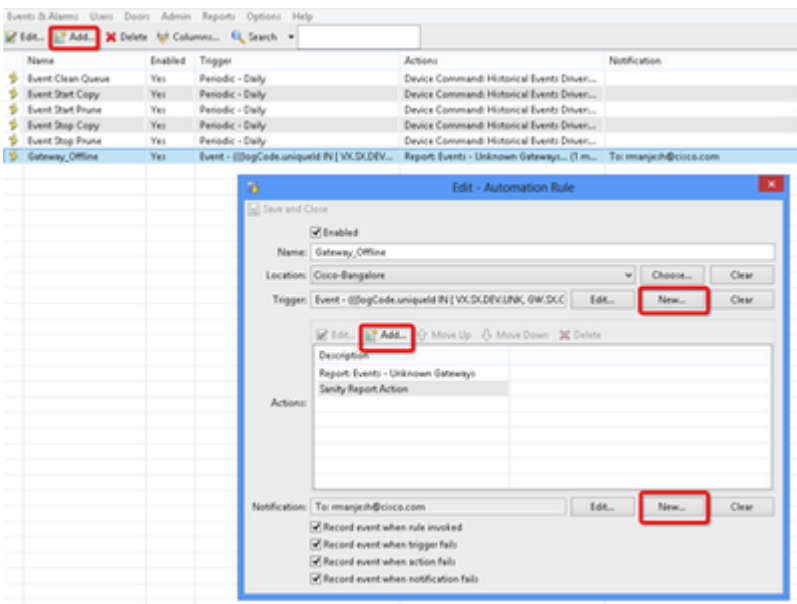 Events & Alarms Users Doors Admin Reports Options Help
Edit... Add... Delete Columns... Search
Name Enabled Trigger Actions Notification
Event Clean Queue Yes Periodic - Daily Device Command: Historical Events Driver:...
Event Start Copy Yes Periodic - Daily Device Command: Historical Events Driver:...
Event Start Prune Yes Periodic - Daily Device Command: Historical Events Driver:...
Event Stop Copy Yes Periodic - Daily Device Command: Historical Events Driver:...
Event Stop Prune Yes Periodic - Daily Device Command: Historical Events Driver:...
Gateway_Offline Yes Event - (((logCode.uniqueId IN [ VX.SX.DEV... Report: Events - Unknown Gateways... (1 m... To: rmanjesh@cisco.com
Edit - Automation Rule
Save and Close
Enabled
Name: Gateway_Offline
Location: Cisco-Bangalore Choose... Clear
Trigger: Event - (((logCode.uniqueId IN [ VX.SX.DEV.UNK, GW.SX.C Edit... New... Clear
Edit... Add... Move Up Move Down Delete
Description
Report: Events - Unknown Gateways
Sanity Report Action
Actions:
Notification: To: rmanjesh@cisco.com Edit... New... Clear
Record event when rule invoked
Record event when trigger fails
Record event when action fails
Record event when notification fails